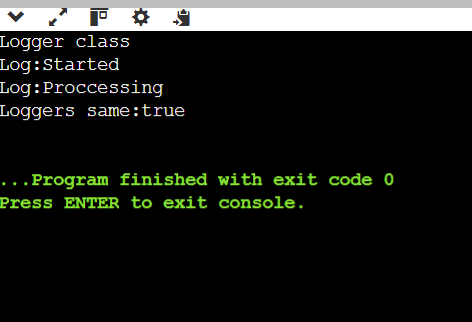 Logger class
Log:Started
Log:Proccessing
Loggers same:true
...Program finished with exit code 0
Press ENTER to exit console.